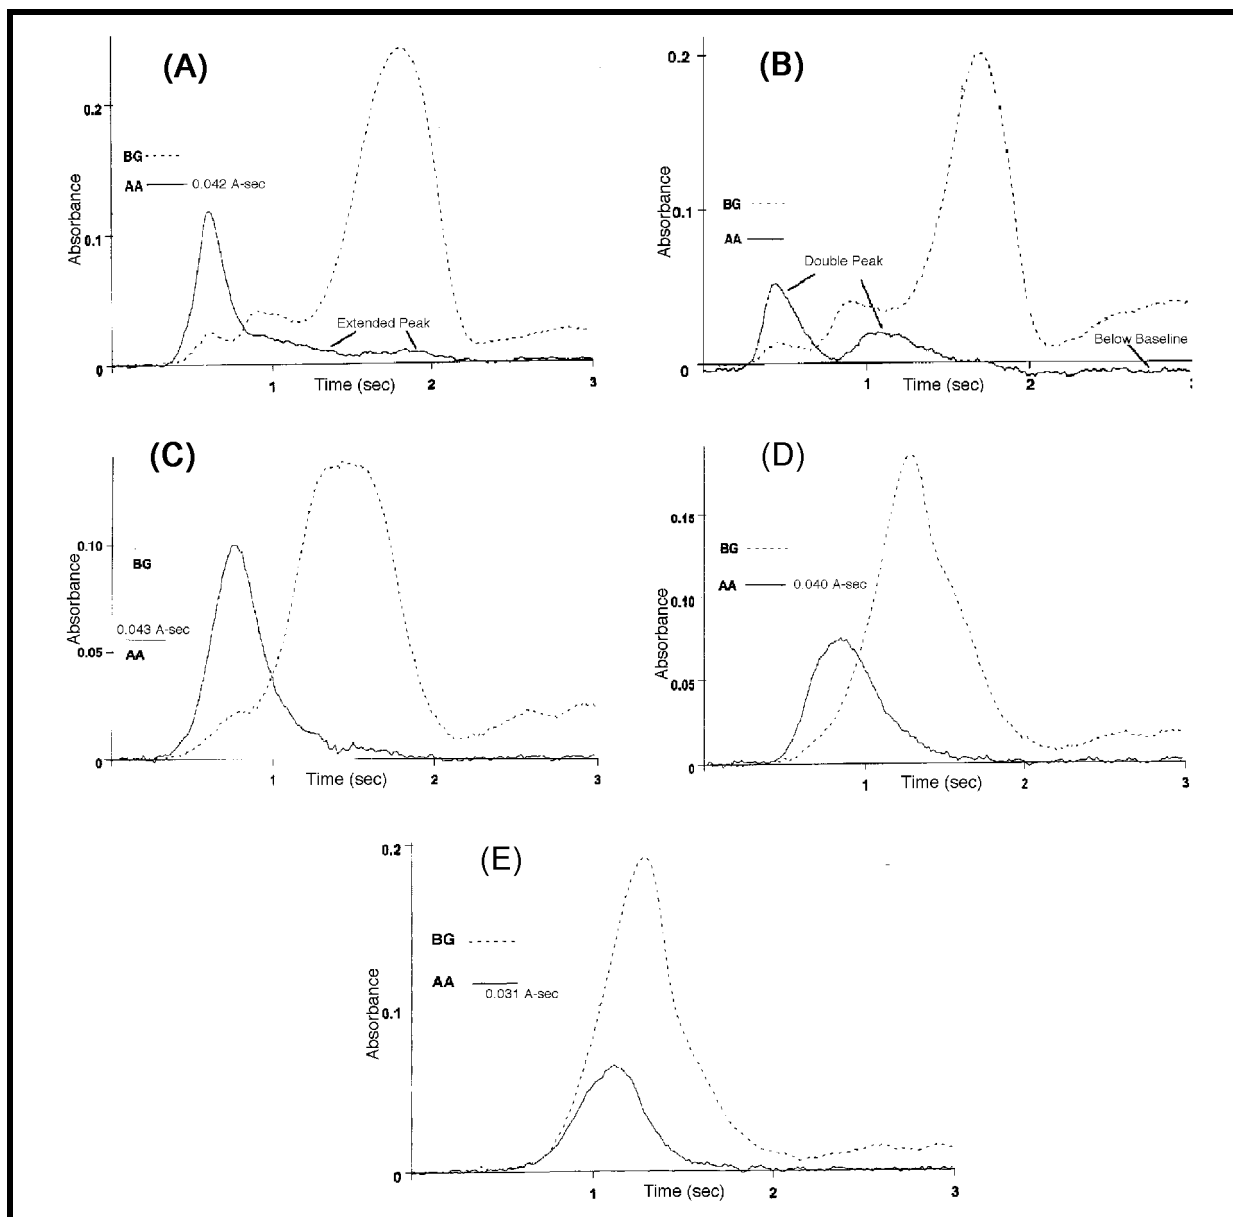 (A)
0.2
BG
AA 0.042 A-sec
Absorbance
0.1
Extended Peak
0
1
2
3
Time (sec)
(B)
0.2
Absorbance
0.1
BG
AA
Double Peak
Below Baseline
0
1
2
Time (sec)
(C)
0.10
BG
Absorbance
0.043 A-sec
0.05
AA
0
1
2
3
Time (sec)
(D)
0.15
BG
AA 0.040 A-sec
0.10
Absorbance
0.05
0
1
2
3
Time (sec)
(E)
0.2
BG
AA
0.031 A-sec
0.1
Absorbance
0
1
2
3
Time (sec)